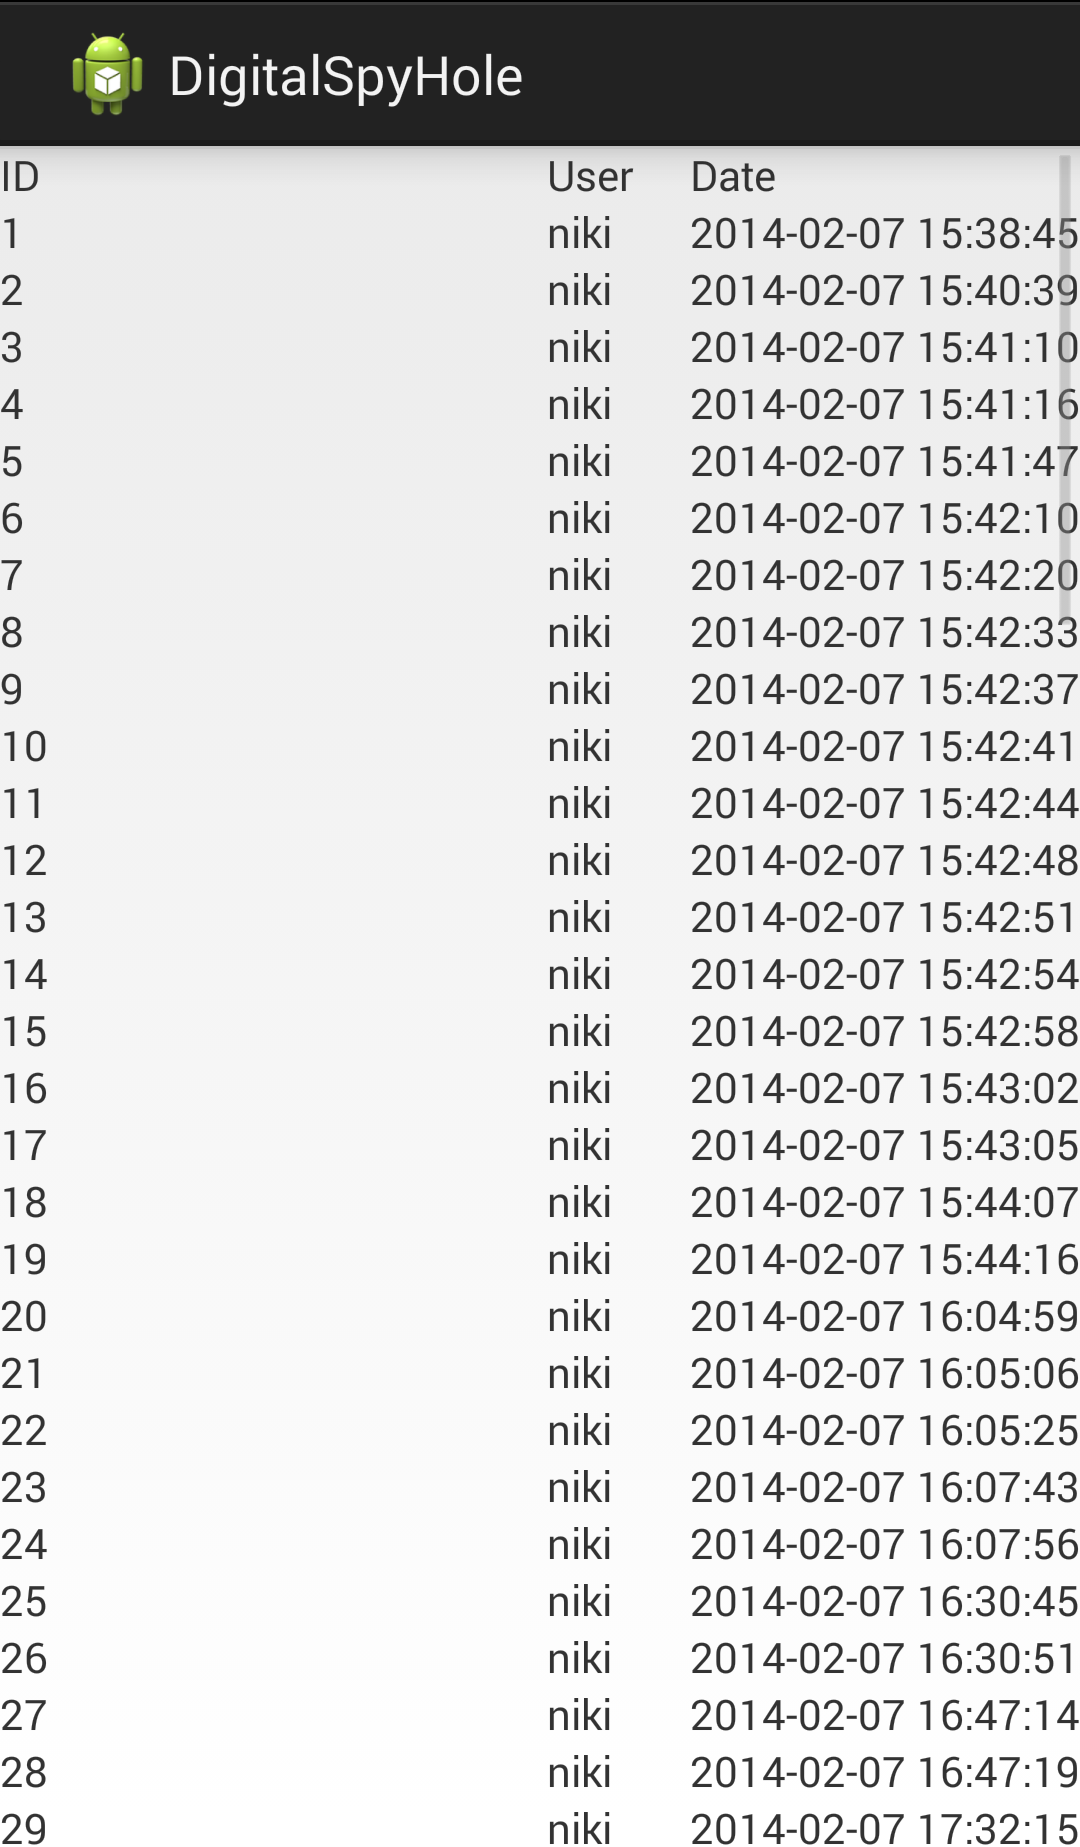 DigitalSpyHole
ID User Date
1 niki 2014-02-07 15:38:45
2 niki 2014-02-07 15:40:39
3 niki 2014-02-07 15:41:10
4 niki 2014-02-07 15:41:16
5 niki 2014-02-07 15:41:47
6 niki 2014-02-07 15:42:10
7 niki 2014-02-07 15:42:20
8 niki 2014-02-07 15:42:33
9 niki 2014-02-07 15:42:37
10 niki 2014-02-07 15:42:41
11 niki 2014-02-07 15:42:44
12 niki 2014-02-07 15:42:48
13 niki 2014-02-07 15:42:51
14 niki 2014-02-07 15:42:54
15 niki 2014-02-07 15:42:58
16 niki 2014-02-07 15:43:02
17 niki 2014-02-07 15:43:05
18 niki 2014-02-07 15:44:07
19 niki 2014-02-07 15:44:16
20 niki 2014-02-07 16:04:59
21 niki 2014-02-07 16:05:06
22 niki 2014-02-07 16:05:25
23 niki 2014-02-07 16:07:43
24 niki 2014-02-07 16:07:56
25 niki 2014-02-07 16:30:45
26 niki 2014-02-07 16:30:51
27 niki 2014-02-07 16:47:14
28 niki 2014-02-07 16:47:19
29 niki 2014-02-07 17:32:15